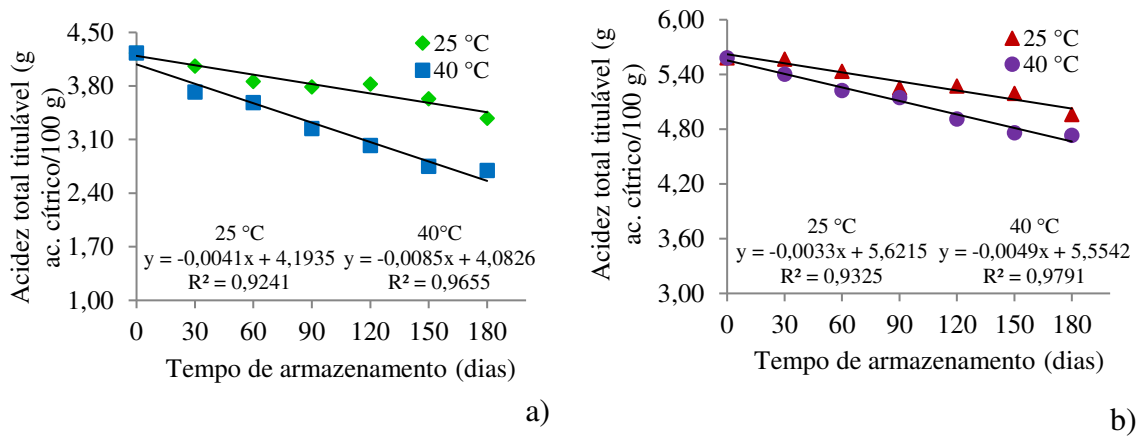 Acidez total titulável (g
ac. cítrico/100 g)
4,50
3,80
3,10
2,40
1,70
1,00
25 °C
40 °C
25 °C
y = -0,0041x + 4,1935
R² = 0,9241
40°C
y = -0,0085x + 4,0826
R² = 0,9655
0 30 60 90 120 150 180
Tempo de armazenamento (dias)
a)
Acidez total titulável (g
ac. cítrico/100 g)
6,00
5,40
4,80
4,20
3,60
3,00
25 °C
40 °C
25 °C
y = -0,0033x + 5,6215
R² = 0,9325
40 °C
y = -0,0049x + 5,5542
R² = 0,9791
0 30 60 90 120 150 180
Tempo de armazenamento (dias)
b)